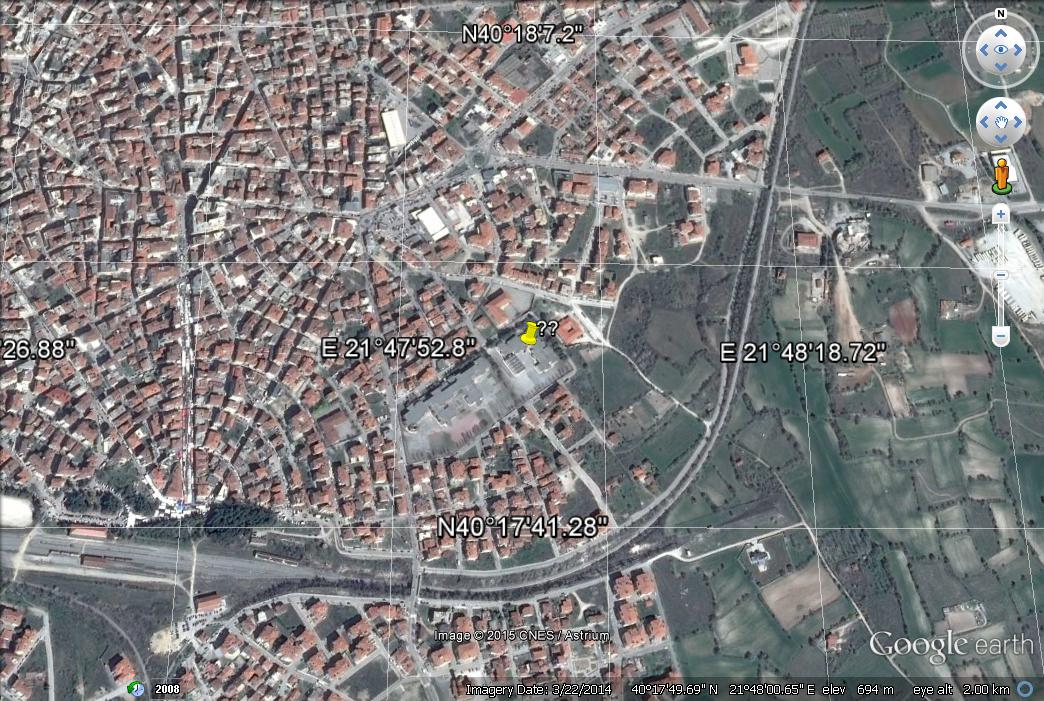 N
N40°18'7.2"
??
'26.88"
E 21°47'52.8"
E 21°48'18.72"
N40°17'41.28"
Image © 2015 CNES / Astrium
Google earth
2008
Imagery Date: 3/22/2014 40°17'49.69" N 21°48'00.65" E elev 694 m eye alt 2.00 km